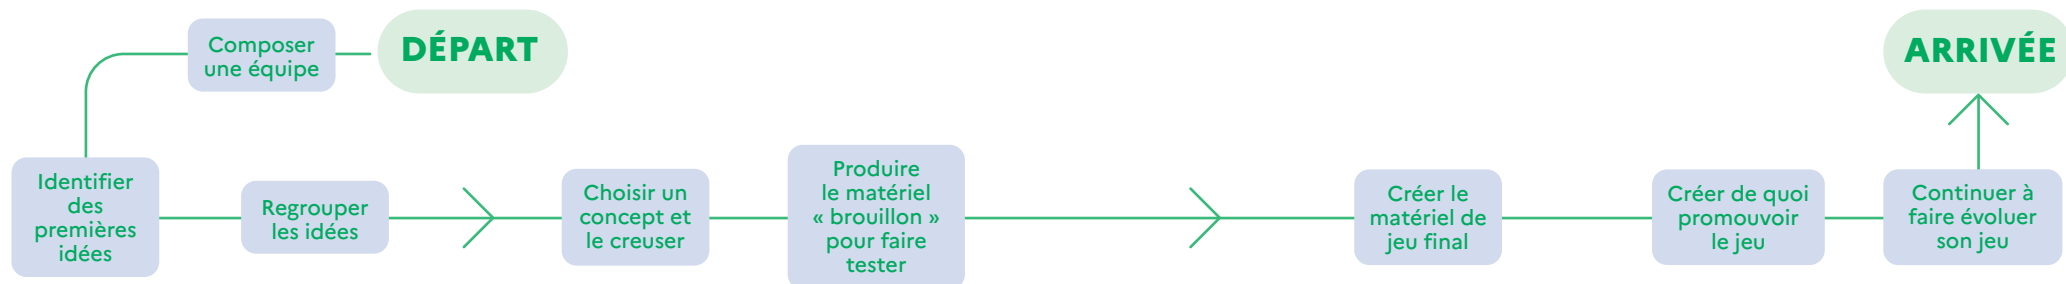 DÉPART
Composer
une équipe
Identifier
des
premières
idées
Regrouper
les idées
Choisir un
concept et
le creuser
Produire
le matériel
« brouillon »
pour faire
tester
Créer le
matériel de
jeu final
Créer de quoi
promouvoir
le jeu
Continuer à
faire évoluer
son jeu
ARRIVÉE